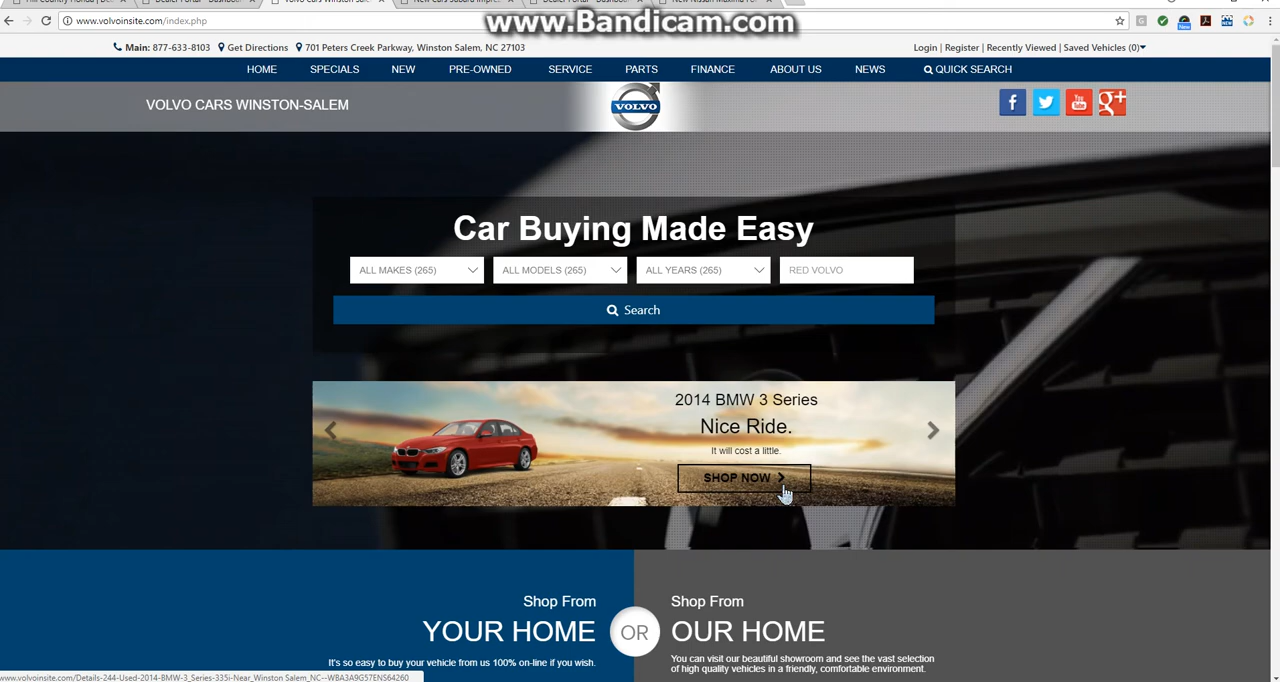 www.Bandicam.com
www.volvoinsite.com/index.php
Main: 877-633-8103 Get Directions 701 Peters Creek Parkway, Winston Salem, NC 27103
Login | Register | Recently Viewed | Saved Vehicles (0)
HOME SPECIALS NEW PRE-OWNED SERVICE PARTS FINANCE ABOUT US NEWS QUICK SEARCH
VOLVO CARS WINSTON-SALEM
VOLVO
f
You Tube
g+
Car Buying Made Easy
ALL MAKES (265) ALL MODELS (265) ALL YEARS (265) RED VOLVO
Search
2014 BMW 3 Series
Nice Ride.
It will cost a little.
SHOP NOW
Shop From
YOUR HOME
It's so easy to buy your vehicle from us 100% on-line if you wish.
OR
Shop From
OUR HOME
You can visit our beautiful showroom and see the vast selection
of high quality vehicles in a friendly, comfortable environment.
www.volvoinsite.com/Details-244-Used-2014-BMW-3_Series-335i-Near_Winston Salem_NC--WBA3A9G57ENS64260